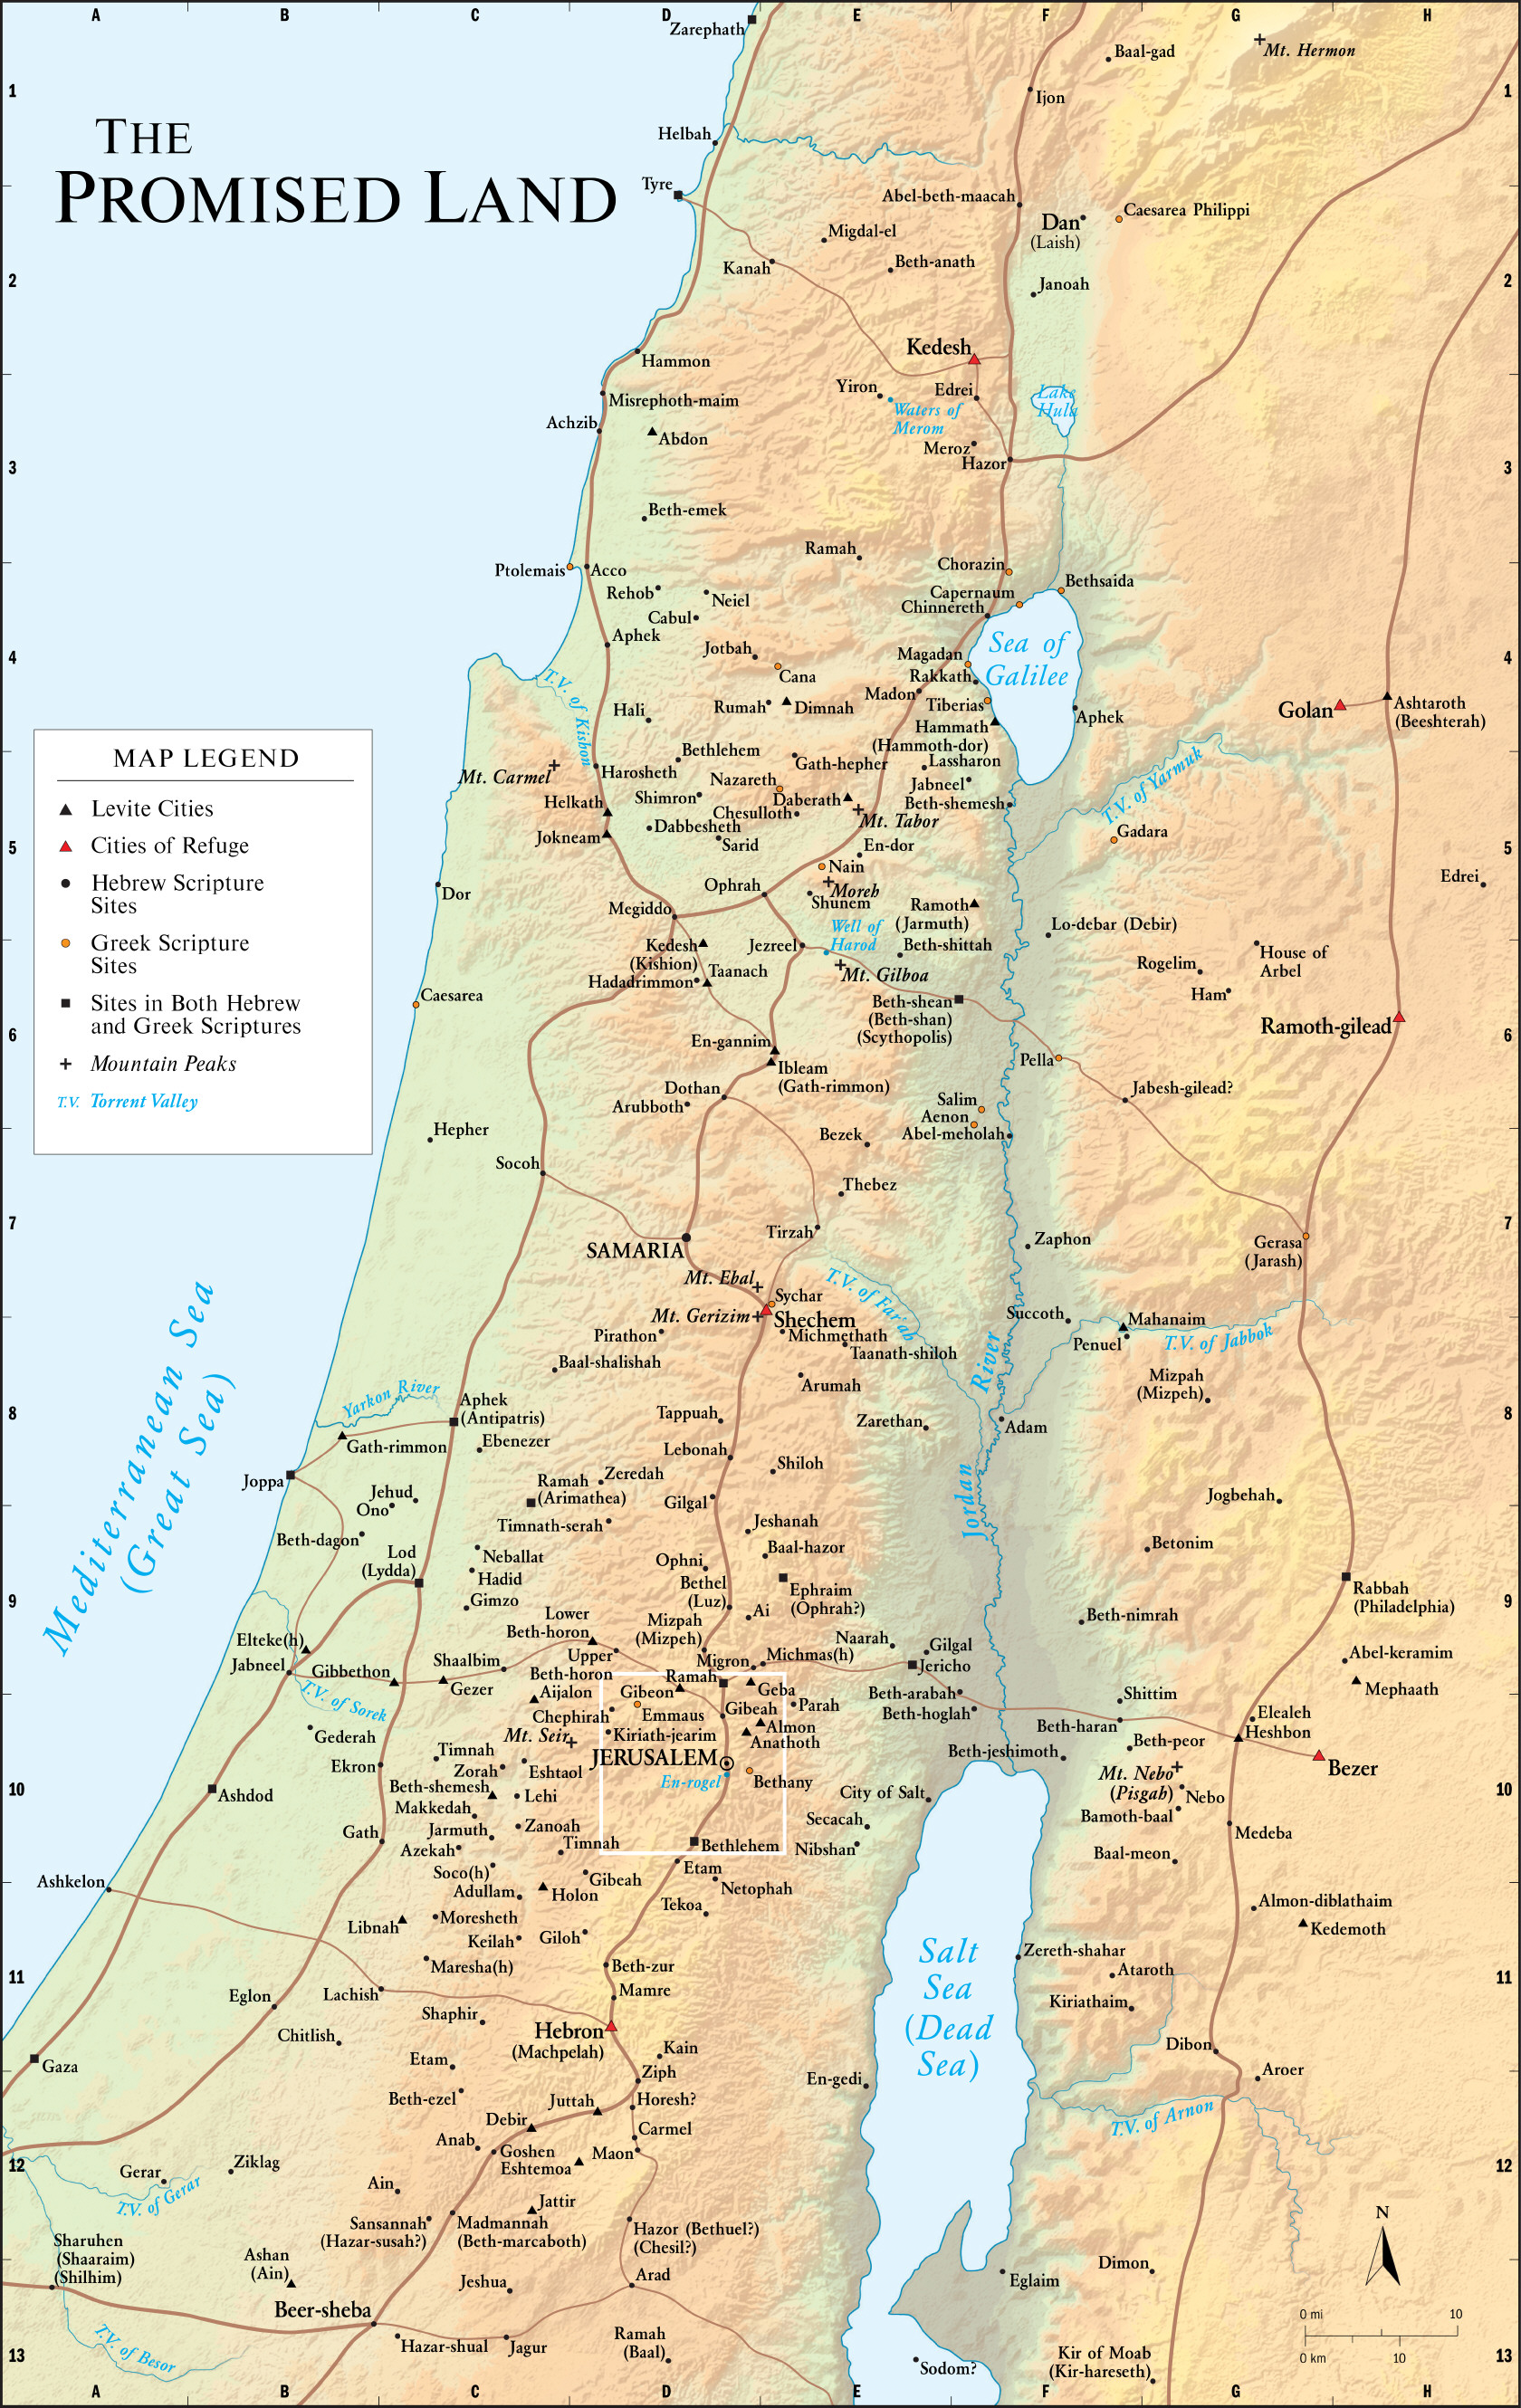 A B C D E F G H
THE
PROMISED LAND
Zarephath
Baal-gad
Mt. Hermon
1
1
Ijon
Helbah
Tyre
Abel-beth-maacah
Dan
(Laish)
Caesarea Philippi
Migdal-el
Kanah
Beth-anath
2
2
Janoah
Hammon
Kedesh
Yiron
Edrei
Waters of
Merom
Lake
Hula
Misrephoth-maim
Achzib
Abdon
Meroz
Hazor
3
3
Beth-emek
Ramah
Chorazin
Ptolemais
Acco
Bethsaida
Rehob
Neiel
Capernaum
Chinnereth
Cabul
Aphek
Sea of
Galilee
Jotbah
Magadan
4
4
Cana
Rakkath
T.V. of Kishon
Madon
Rumah
Dimnah
Tiberias
Hali
Hammath
(Hammoth-dor)
Aphek
Golan
Ashtaroth
(Beeshterah)
MAP LEGEND
Levite Cities
Cities of Refuge
Hebrew Scripture
Sites
Greek Scripture
Sites
Sites in Both Hebrew
and Greek Scriptures
Mountain Peaks
T.V. Torrent Valley
Bethlehem
Gath-hepher
Lassharon
Mt. Carmel
Harosheth
Nazareth
Jabneel
T.V. of Yarmuk
Shimron
Daberath
Beth-shemesh
Helkath
Chesulloth
Mt. Tabor
Dabbesheth
Jokneam
Sarid
En-dor
Gadara
5
5
Nain
Moreh
Edrei
Dor
Ophrah
Shunem
Megiddo
Ramoth
(Jarmuth)
Lo-debar (Debir)
Well of
Harod
Kedesh
(Kishion)
Jezreel
Beth-shittah
House of
Arbel
Taanach
Mt. Gilboa
Rogelim
Hadadrimmon
Ham
Caesarea
Beth-shean
(Beth-shan)
(Scythopolis)
Ramoth-gilead
6
6
En-gannim
Ibleam
(Gath-rimmon)
Pella
Dothan
Jabesh-gilead?
Arubboth
Salim
Aenon
Abel-meholah
Hepher
Bezek
Socoh
Thebez
7
7
Tirzah
Zaphon
Gerasa
(Jarash)
SAMARIA
Mt. Ebal
T.V. of Far'ah
Sychar
Mt. Gerizim
Shechem
Succoth
Mahanaim
Pirathon
Michmethath
Penuel
T.V. of Jabbok
Taanath-shiloh
Baal-shalishah
Arumah
Mizpah
(Mizpeh)
Mediterranean Sea
(Great Sea)
Yarkon River
Aphek
(Antipatris)
Jordan River
8
8
Tappuah
Zarethan
Adam
Gath-rimmon
Ebenezer
Lebonah
Joppa
Shiloh
Ramah
(Arimathea)
Zeredah
Jehud
Ono
Gilgal
Jogbehah
Timnath-serah
Jeshanah
Beth-dagon
Baal-hazor
Betonim
Lod
(Lydda)
Neballat
Ophni
Hadid
Bethel
(Luz)
Ephraim
(Ophrah?)
Rabbah
(Philadelphia)
9
9
Gimzo
Ai
Beth-nimrah
Lower
Beth-horon
Mizpah
(Mizpeh)
Elteke(h)
Naarah
Gilgal
Abel-keramim
Jabneel
Gibbethon
Shaalbim
Upper
Beth-horon
Migron
Michmas(h)
Jericho
Gezer
Ramah
Geba
Mephaath
T.V. of Sorek
Aijalon
Gibeon
Beth-arabah
Shittim
Chephirah
Emmaus
Gibeah
Parah
Beth-hoglah
Elealeh
Gederah
Mt. Seir
Kiriath-jearim
Almon
Anathoth
Beth-haran
Heshbon
Ekron
Timnah
Zorah
Eshtaol
JERUSALEM
Beth-jeshimoth
Beth-peor
Bezer
En-rogel
Bethany
Mt. Nebo
(Pisgah)
10
10
Ashdod
Beth-shemesh
Lehi
City of Salt
Nebo
Makkedah
Secacah
Bamoth-baal
Gath
Jarmuth
Zanoah
Medeba
Azekah
Timnah
Bethlehem
Nibshan
Baal-meon
Soco(h)
Etam
Ashkelon
Adullam
Holon
Gibeah
Netophah
Almon-diblathaim
Libnah
Moresheth
Tekoa
Kedemoth
Keilah
Giloh
Salt
Sea
(Dead
Sea)
Zereth-shahar
Maresha(h)
Beth-zur
Ataroth
11
11
Eglon
Lachish
Mamre
Kiriathaim
Shaphir
Chitlish
Hebron
(Machpelah)
Dibon
Kain
Gaza
Etam
Ziph
Aroer
En-gedi
Beth-ezel
Juttah
Horesh?
Debir
Carmel
T.V. of Arnon
Anab
Goshen
Maon
12
12
Ziklag
Eshtemoa
Gerar
T.V. of Gerar
Ain
Jattir
Sansannah
(Hazar-susah?)
Madmannah
(Beth-marcaboth)
Hazor (Bethuel?)
(Chesil?)
N
Sharuhen
(Shaaraim)
(Shilhim)
Ashan
(Ain)
Dimon
Jeshua
Arad
Eglaim
Beer-sheba
0 mi 10
T.V. of Besor
Hazar-shual
Jagur
Ramah
(Baal)
13
13
0 km 10
Sodom?
Kir of Moab
(Kir-hareseth)
A B C D E F G H